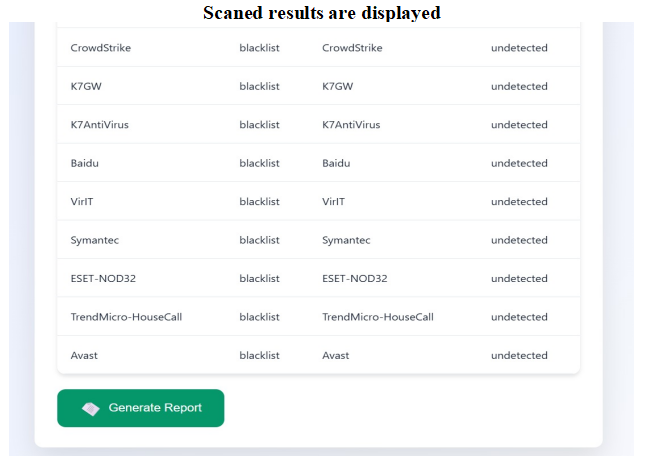 Scaned results are displayed
CrowdStrike blacklist CrowdStrike undetected
K7GW blacklist K7GW undetected
K7AntiVirus blacklist K7AntiVirus undetected
Baidu blacklist Baidu undetected
VirIT blacklist VirIT undetected
Symantec blacklist Symantec undetected
ESET-NOD32 blacklist ESET-NOD32 undetected
TrendMicro-HouseCall blacklist TrendMicro-HouseCall undetected
Avast blacklist Avast undetected
Generate Report